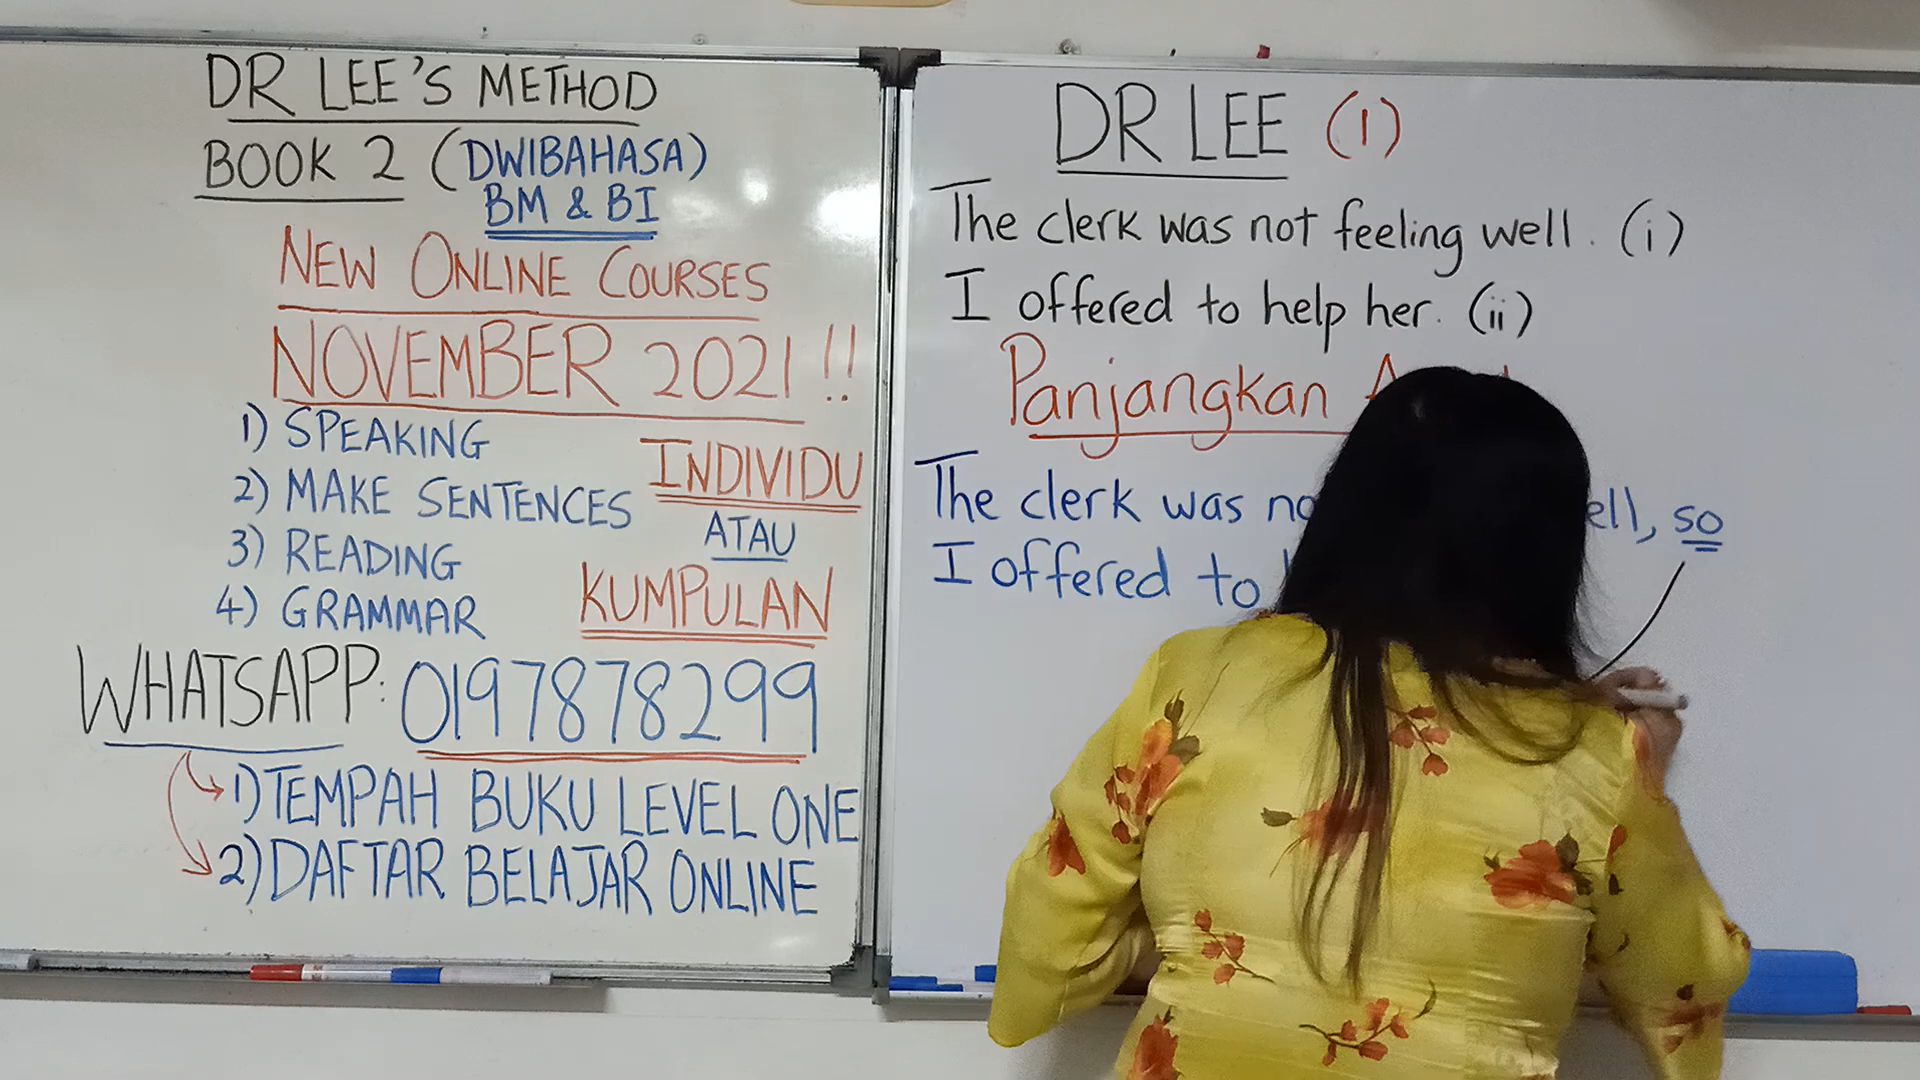 DR LEE'S METHOD
BOOK 2 (DWIBAHASA)
BM & BI
NEW ONLINE COURSES
NOVEMBER 2021 !!
1) SPEAKING
2) MAKE SENTENCES
3) READING
4) GRAMMAR
INDIVIDU
ATAU
KUMPULAN
WHATSAPP: 0197878299
1) TEMPAH BUKU LEVEL ONE
2) DAFTAR BELAJAR ONLINE
DR LEE (1)
The clerk was not feeling well. (i)
I offered to help her. (ii)
Panjangkan
The clerk was so
I offered to